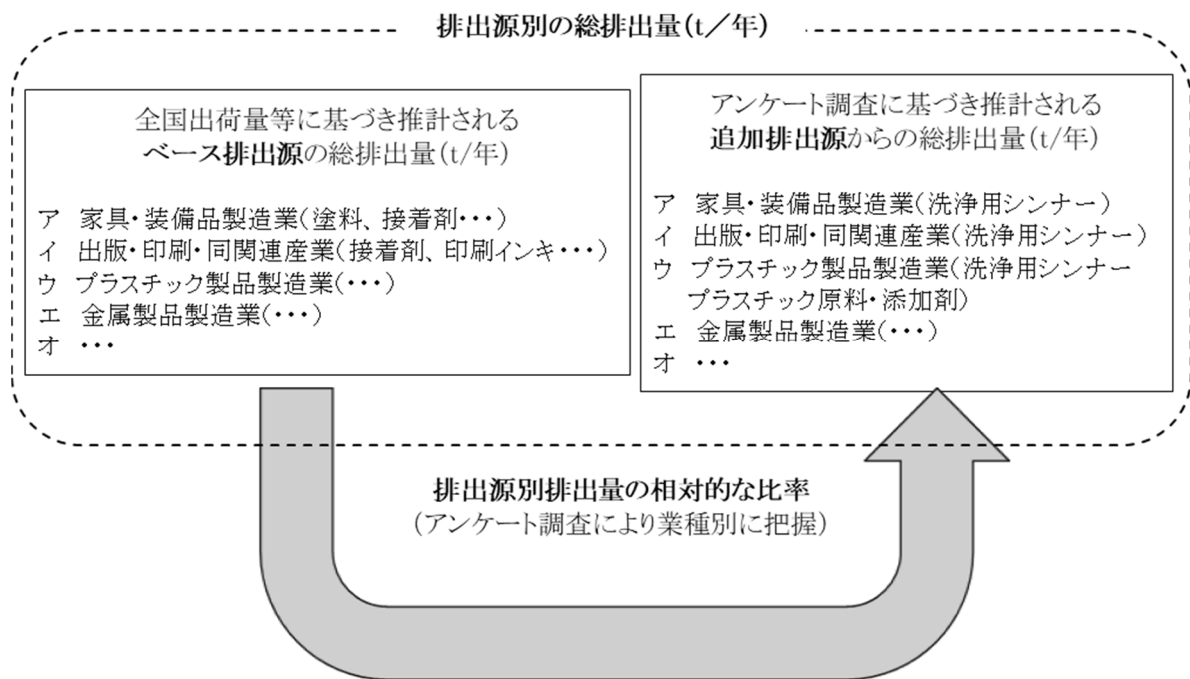 排出源別の総排出量(t/年)
全国出荷量等に基づき推計される
ベース排出源の総排出量(t/年)
ア 家具・装備品製造業(塗料、接着剤・・・)
イ 出版・印刷・同関連産業(接着剤、印刷インキ・・・)
ウ プラスチック製品製造業(・・・)
エ 金属製品製造業(・・・)
オ ・・・
アンケート調査に基づき推計される
追加排出源からの総排出量(t/年)
ア 家具・装備品製造業(洗浄用シンナー)
イ 出版・印刷・同関連産業(洗浄用シンナー)
ウ プラスチック製品製造業(洗浄用シンナー
プラスチック原料・添加剤)
エ 金属製品製造業(・・・)
オ ・・・
排出源別排出量の相対的な比率
(アンケート調査により業種別に把握)